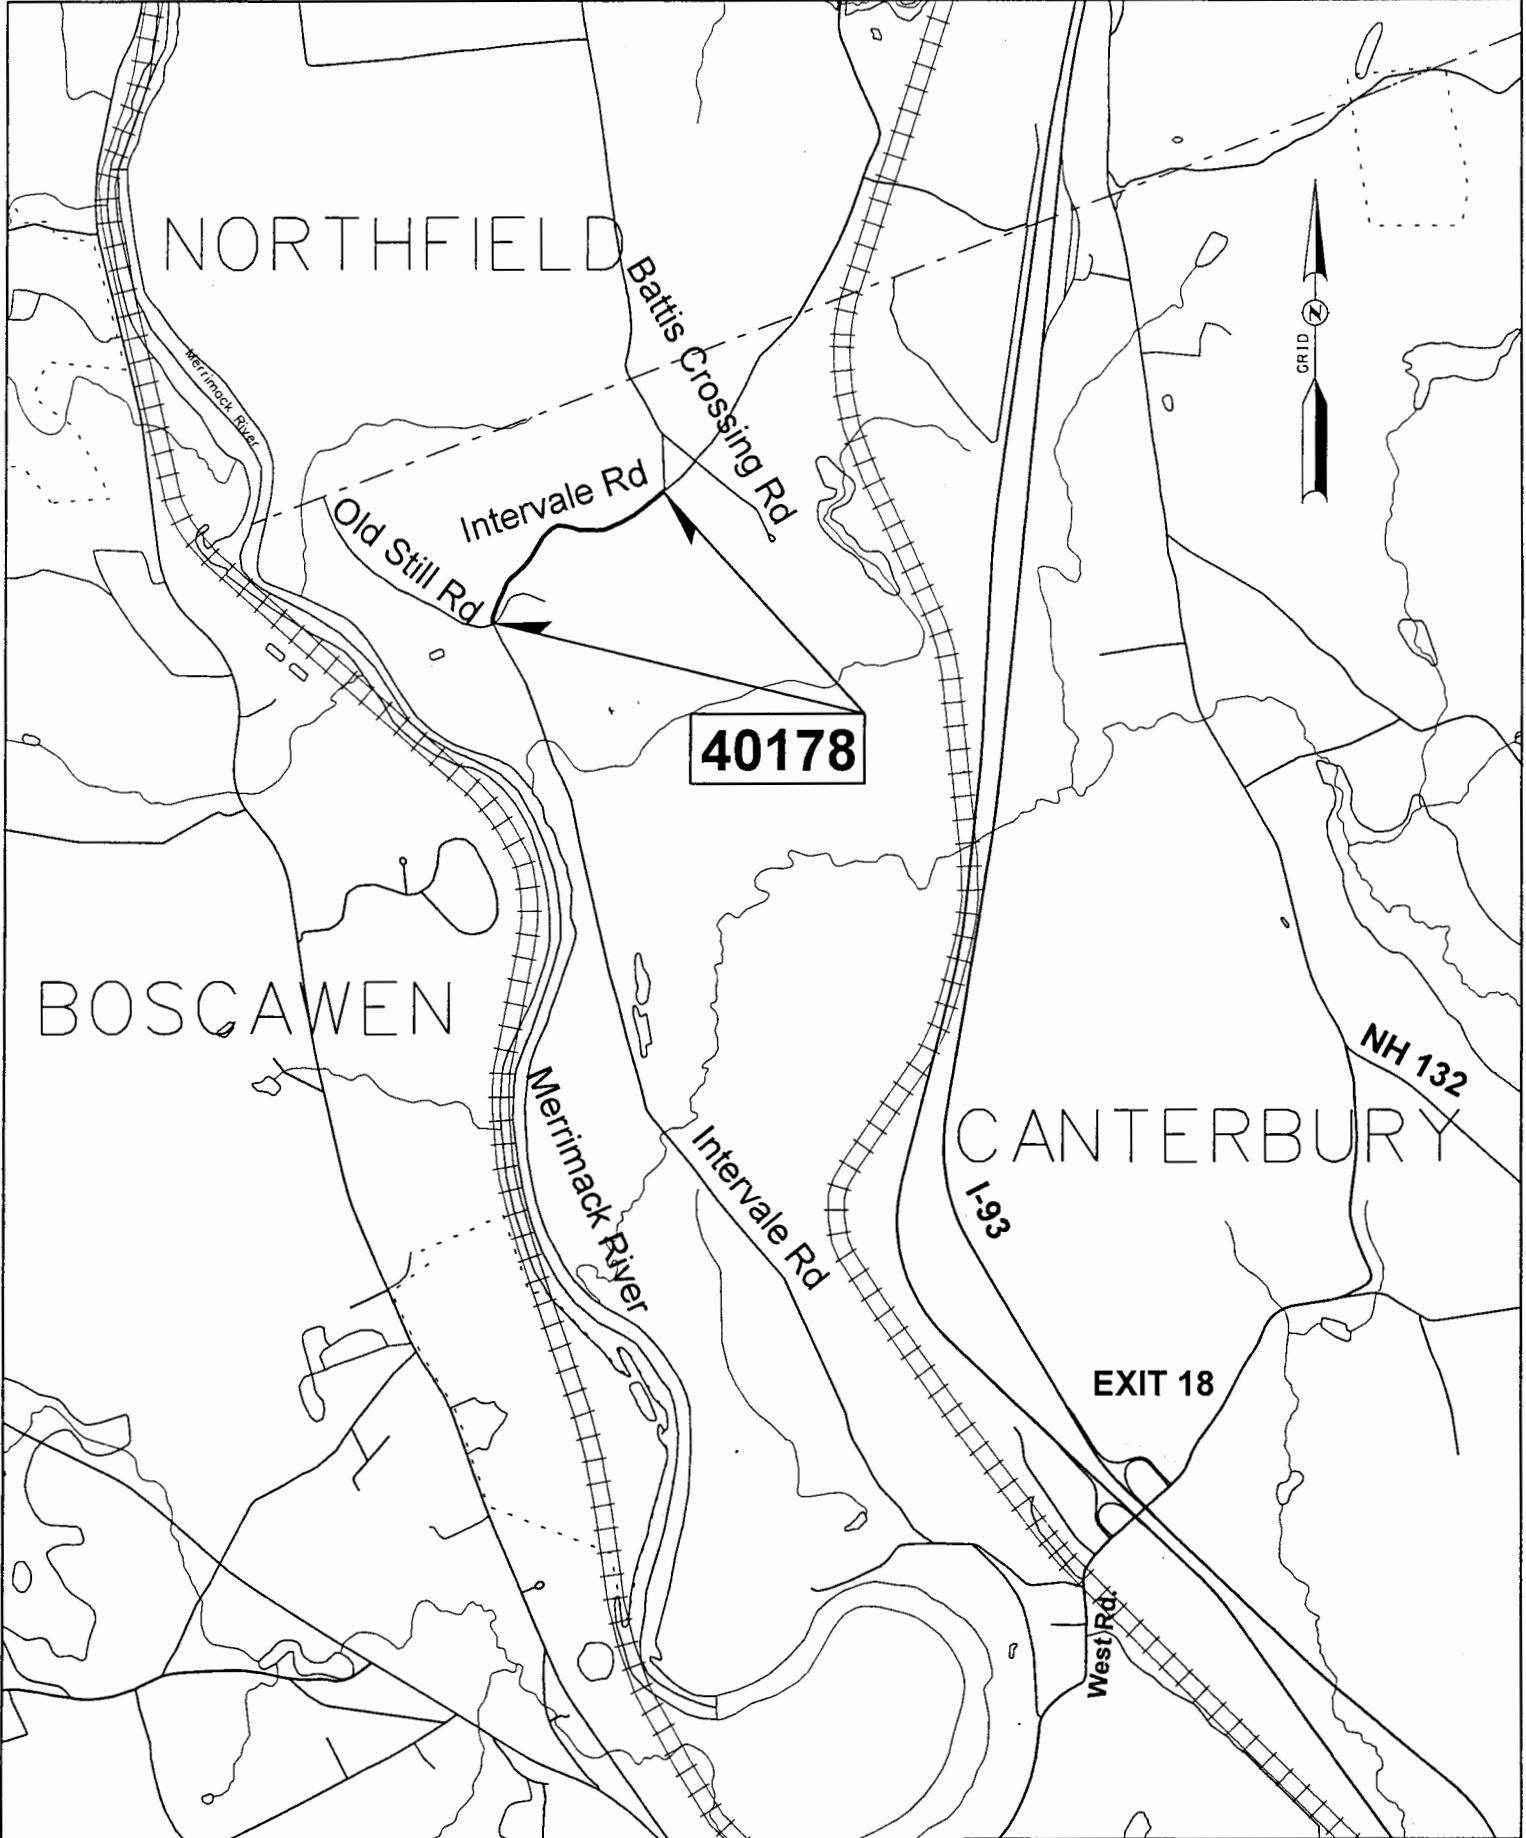 NORTHFIELD
Battis Crossing Rd
GRID
N
Merrimack River
Intervale Rd
Old Still Rd
40178
BOSCAWEN
NH 132
CANTERBURY
Merrimack River
Intervale Rd
I-93
EXIT 18
West Rd.